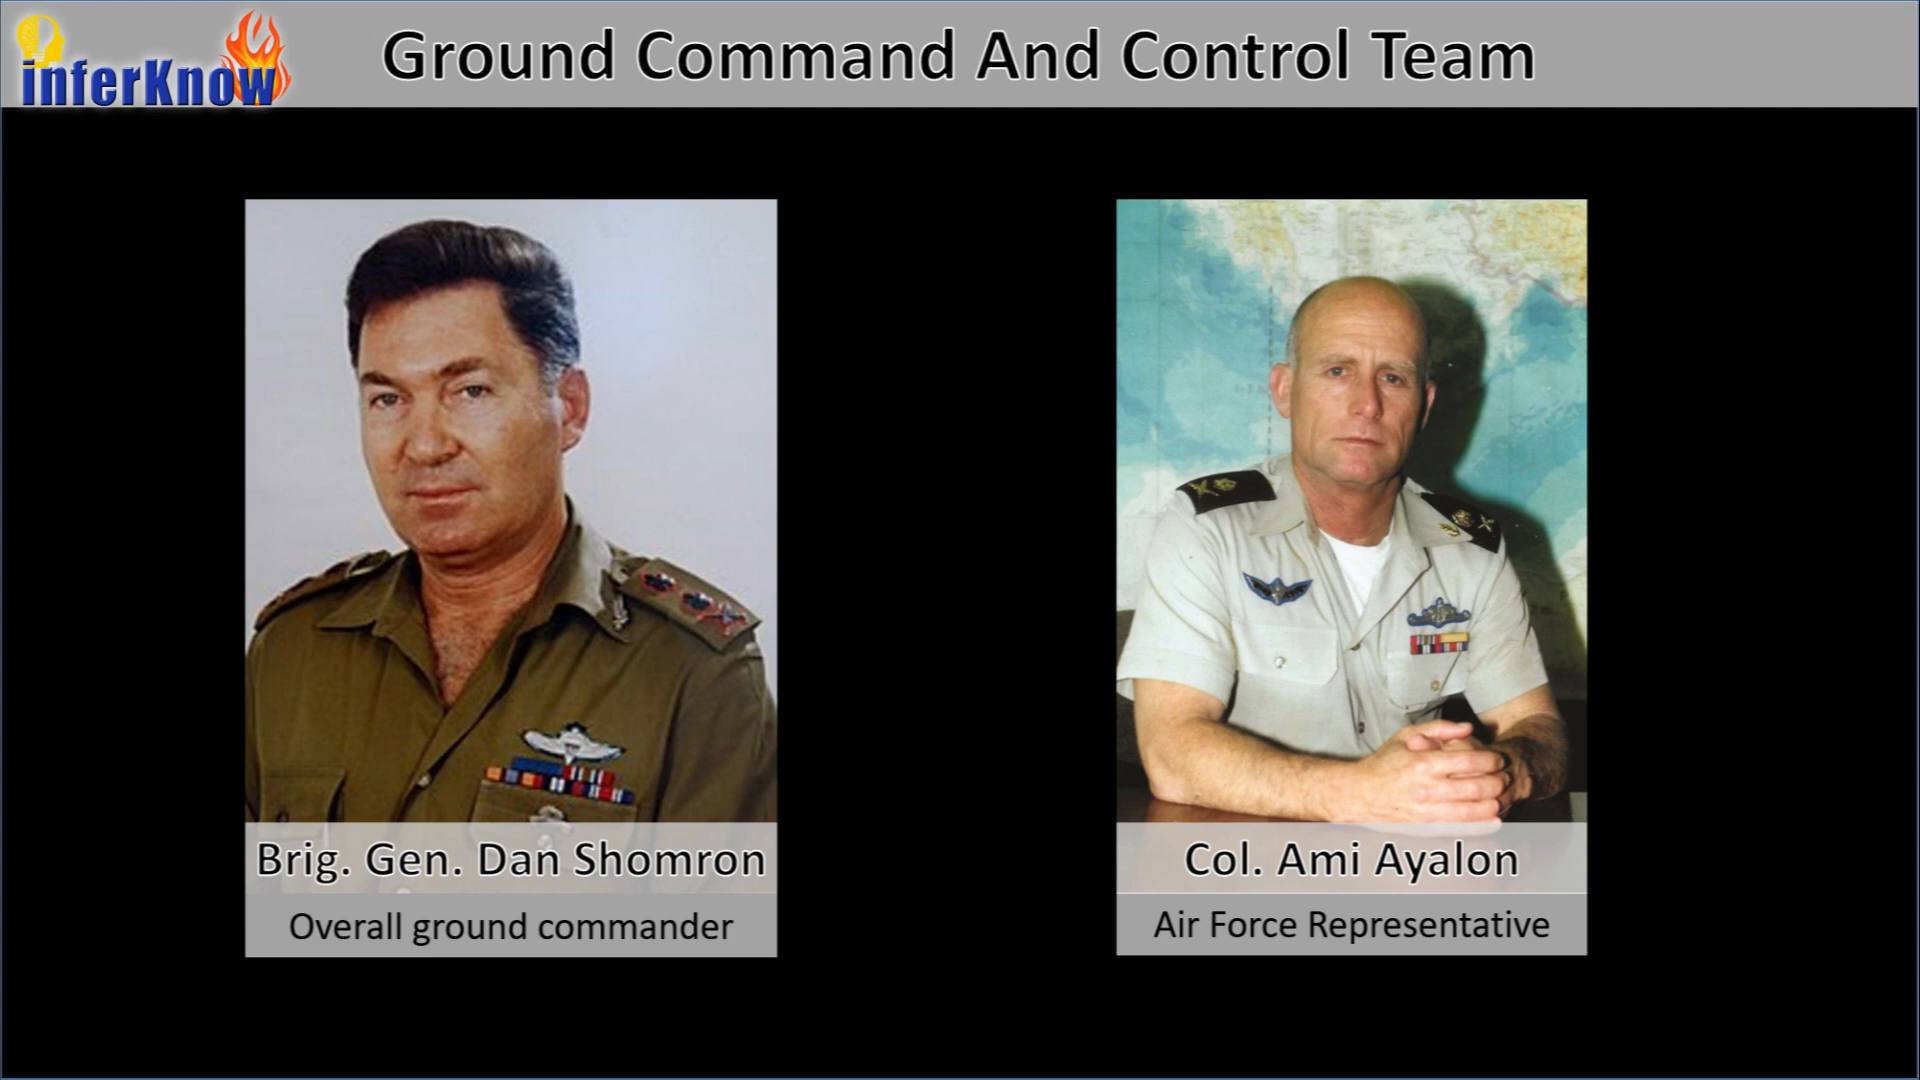 inferKnow
Ground Command And Control Team
Brig. Gen. Dan Shomron
Overall ground commander
Col. Ami Ayalon
Air Force Representative